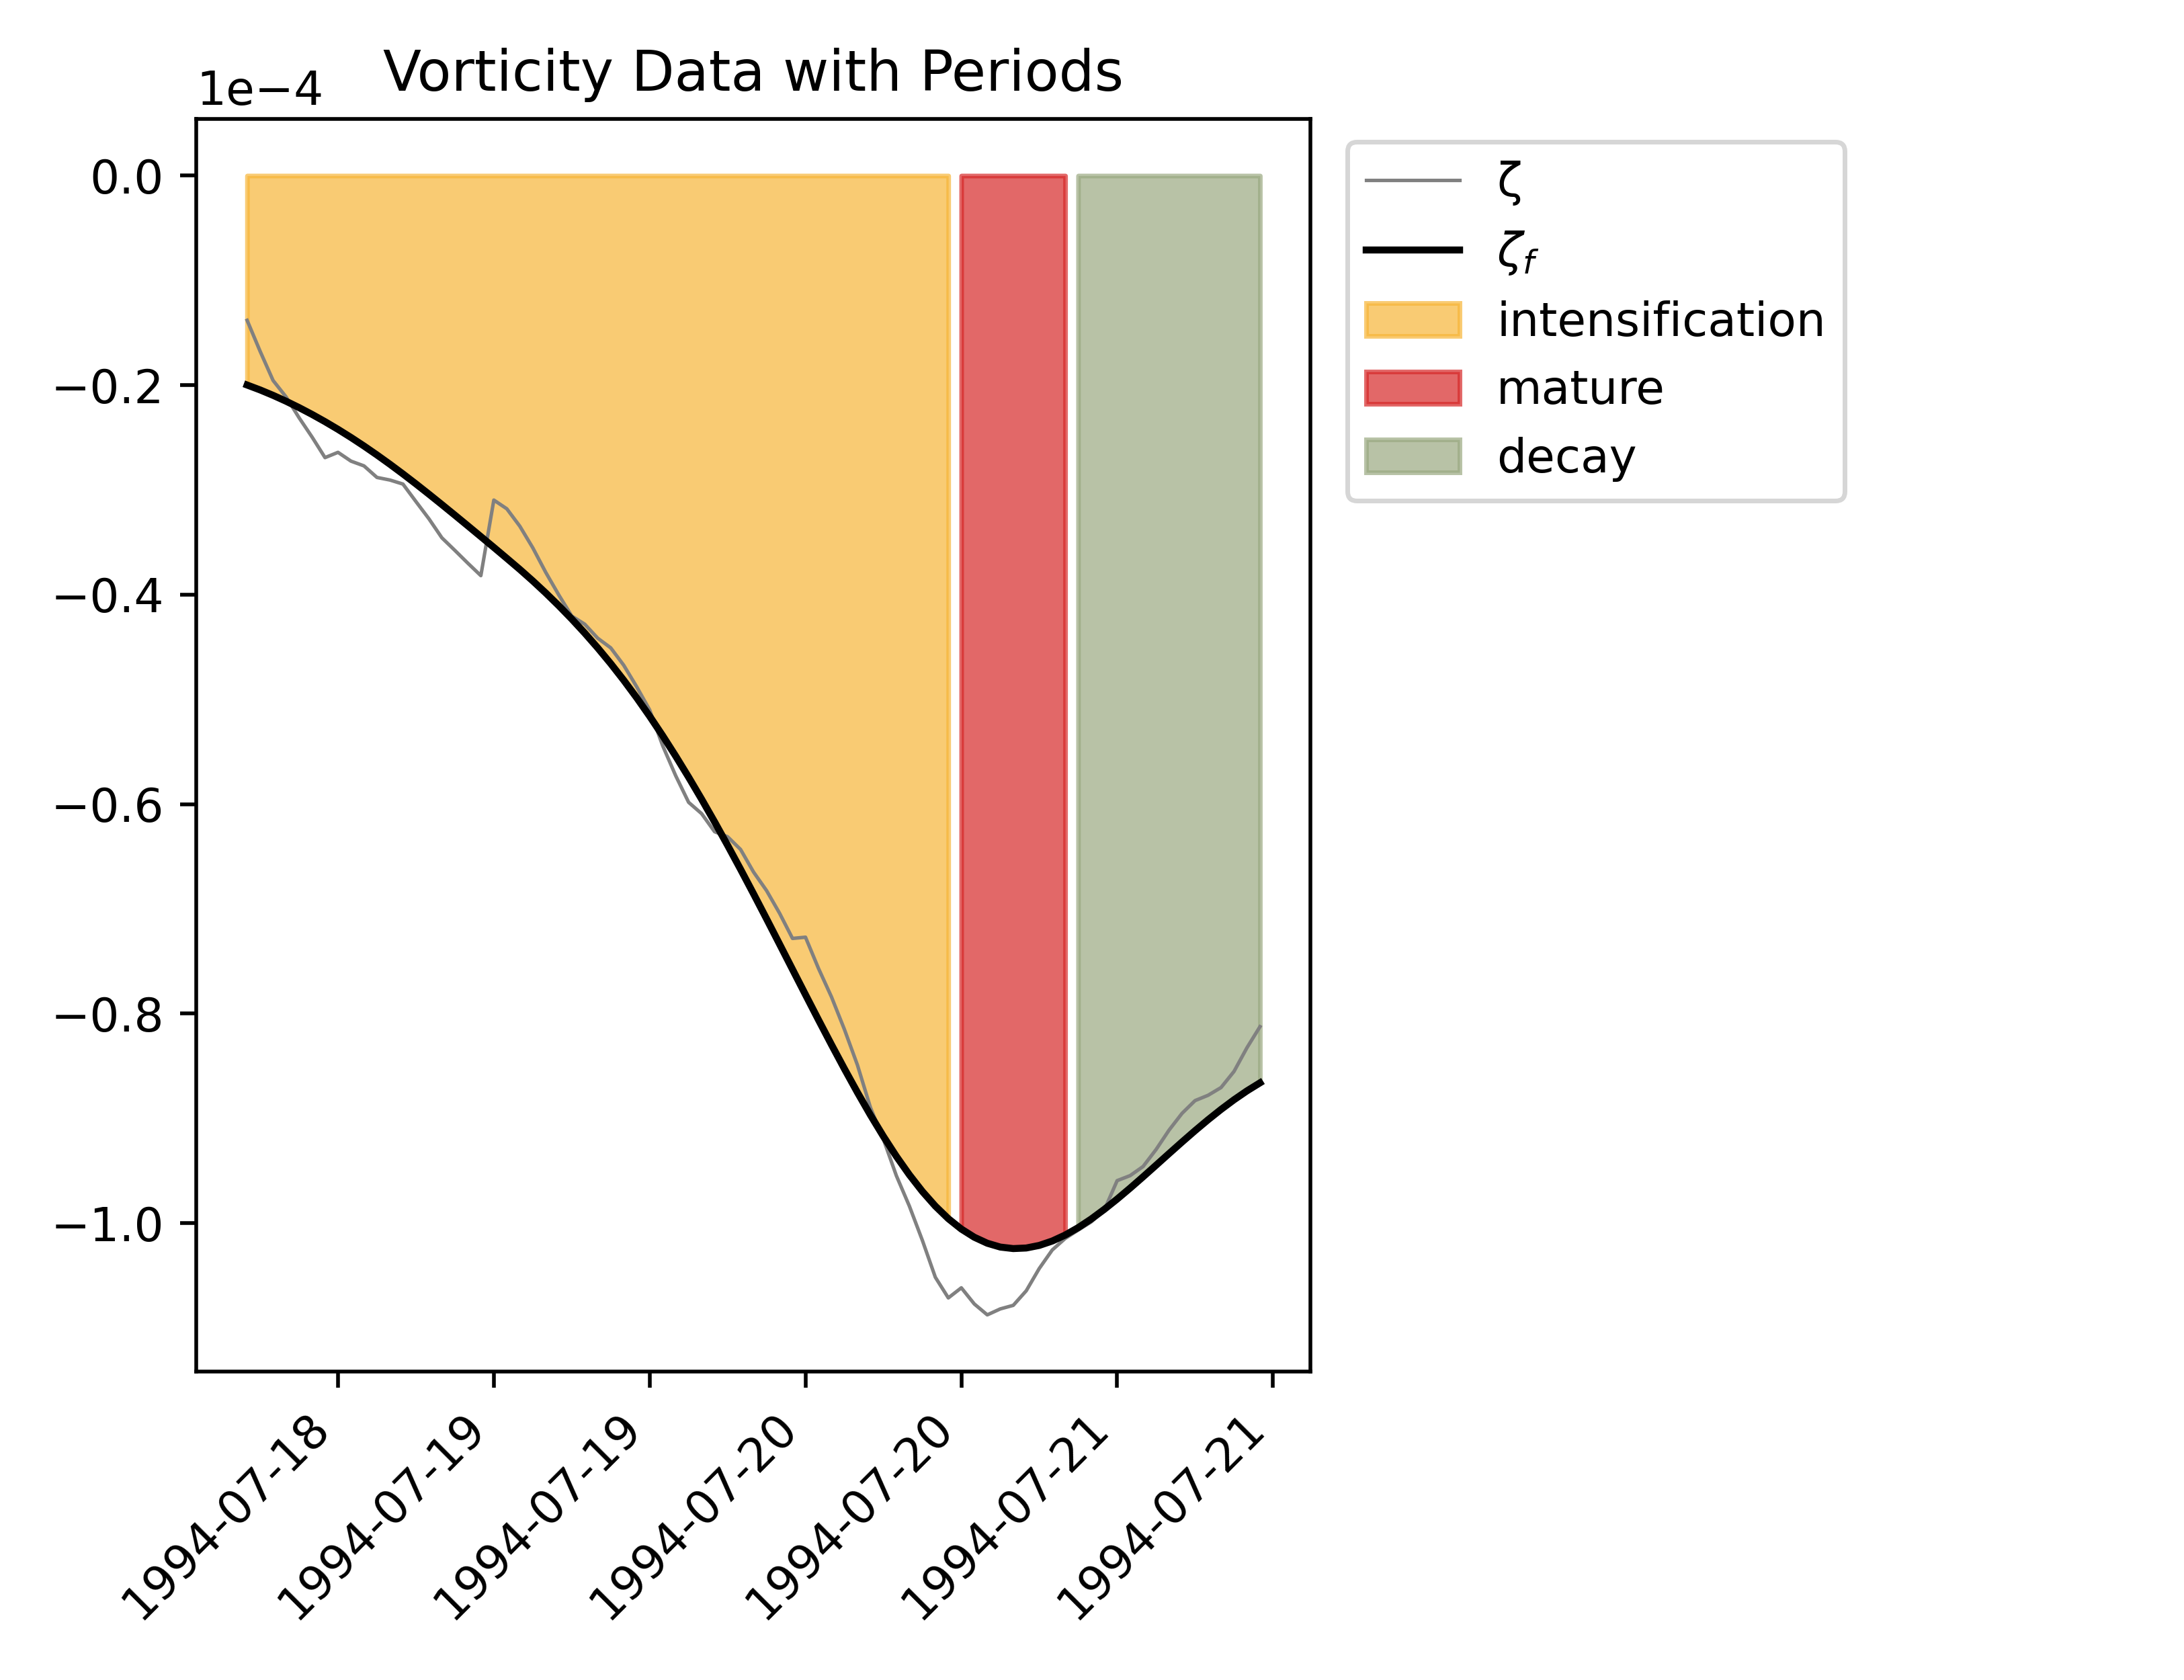 Vorticity Data with Periods
1e−4
0.0
−0.2
−0.4
−0.6
−0.8
−1.0
1994-07-18
1994-07-19
1994-07-19
1994-07-20
1994-07-20
1994-07-21
1994-07-21
ζ
ζf
intensification
mature
decay